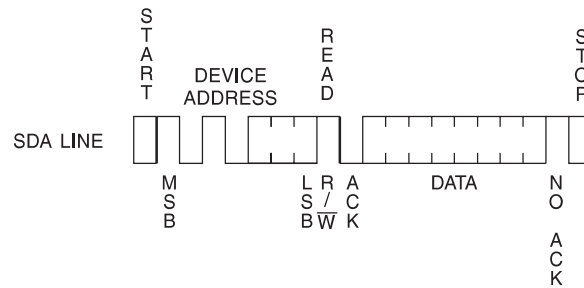 START
DEVICE
ADDRESS
READ
STOP
SDA LINE
MSB
LSB
R/W
ACK
DATA
NO ACK